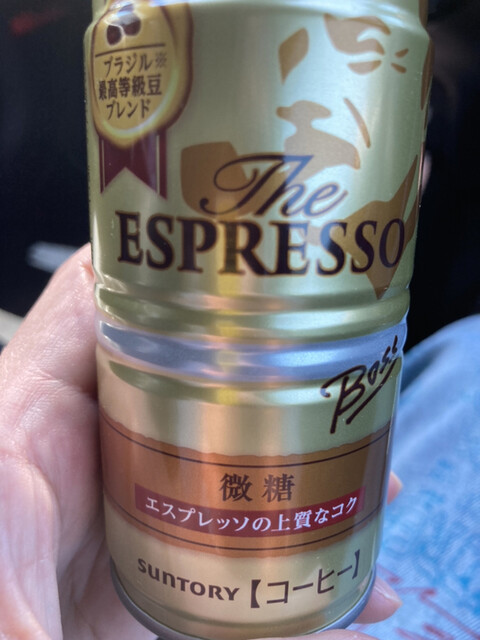 ブラジル※
最高等級豆
ブレンド
The
ESPRESSO
BOSS
微糖
エスプレッソの上質なコク
SUNTORY【コーヒー】